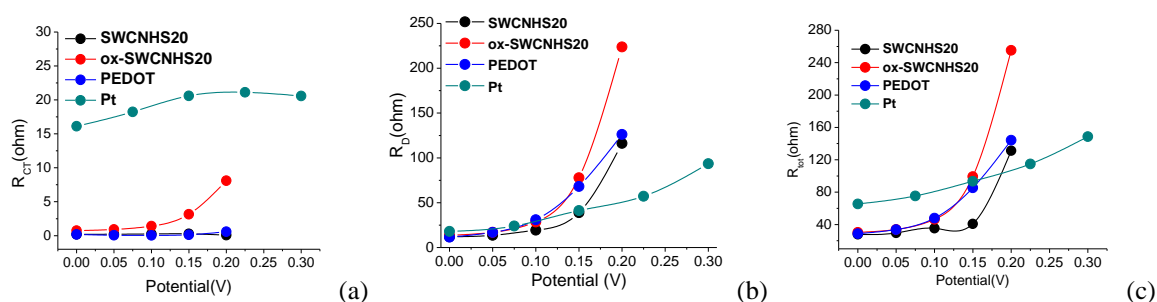 SWCNHS20
ox-SWCNHS20
PEDOT
Pt
R_CT(ohm)
30
25
20
15
10
5
0
0.00 0.05 0.10 0.15 0.20 0.25 0.30
Potential(V)
(a)
SWCNHS20
ox-SWCNHS20
PEDOT
Pt
R_D(ohm)
250
200
150
100
50
0
0.00 0.05 0.10 0.15 0.20 0.25 0.30
Potential(V)
(b)
SWCNHS20
ox-SWCNHS20
PEDOT
Pt
R_tot(ohm)
280
240
200
160
120
80
40
0.00 0.05 0.10 0.15 0.20 0.25 0.30
Potential(V)
(c)